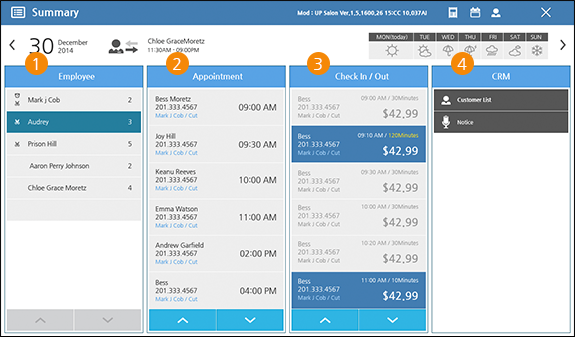 Summary
Mod : UP Salon Ver,1,5,1600,26 15:CC 10,037AI
30 December 2014
Chloe GraceMoretz
11:30AM - 09:00PM
MON(today) TUE WED THU FRI SAT SUN
1 Employee
Mark j Cob 2
Audrey 3
Prison Hill 5
Aaron Perry Johnson 2
Chloe Grace Moretz 4
2 Appointment
Bess Moretz
201.333.4567 09:00 AM
Mark J Cob / Cut
Joy Hill
201.333.4567 09:30 AM
Mark J Cob / Cut
Keanu Reeves
201.333.4567 10:00 AM
Mark J Cob / Cut
Emma Watson
201.333.4567 11:00 AM
Mark J Cob / Cut
Andrew Garfield
201.333.4567 02:00 PM
Mark J Cob / Cut
Bess
201.333.4567 04:00 PM
Mark J Cob / Cut
3 Check In / Out
Bess 09:00 AM / 30Minutes
201.333.4567 $42,99
Mark J Cob / Cut
Bess 09:10 AM / 120Minutes
201.333.4567 $42,99
Mark J Cob / Cut
Bess 09:30 AM / 30Minutes
201.333.4567 $42,99
Mark J Cob / Cut
Bess 10:00 AM / 30Minutes
201.333.4567 $42,99
Mark J Cob / Cut
Bess 10:20 AM / 30Minutes
201.333.4567 $42,99
Mark J Cob / Cut
Bess 11:00 AM / 10Minutes
201.333.4567 $42,99
Mark J Cob / Cut
4 CRM
Customer List
Notice